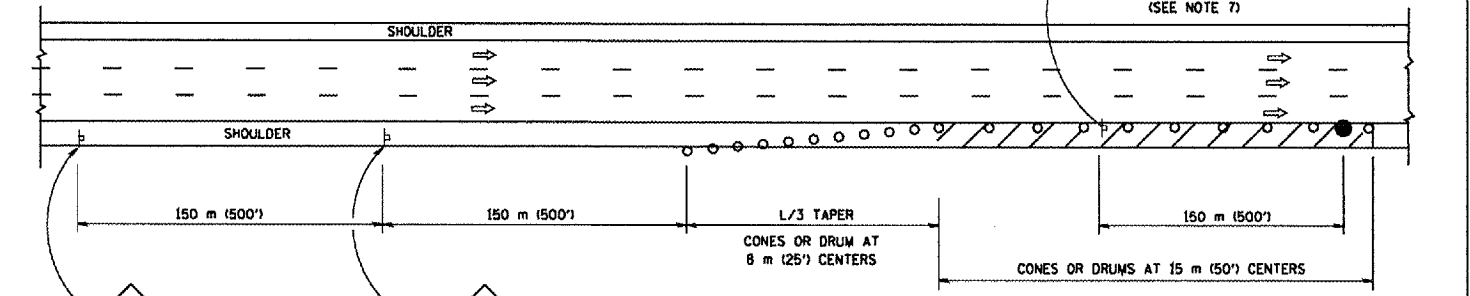 (SEE NOTE 7)
SHOULDER
SHOULDER
150 m (500')
150 m (500')
L/3 TAPER
150 m (500')
CONES OR DRUM AT
8 m (25') CENTERS
CONES OR DRUMS AT 15 m (50') CENTERS